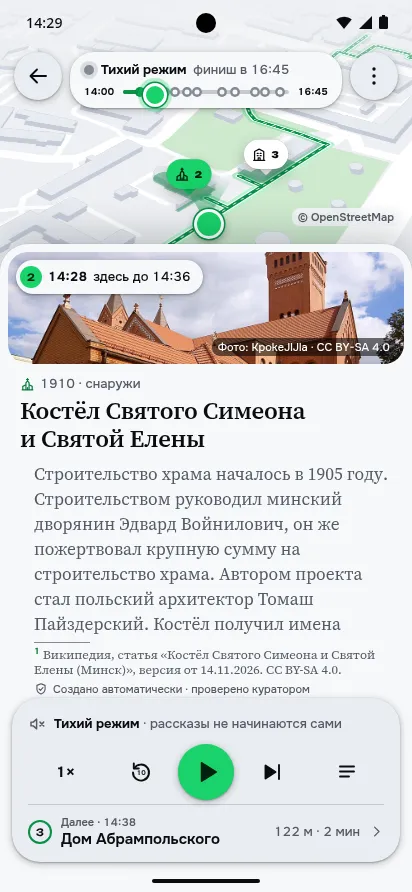 14:29
Тихий режим финиш в 16:45
14:00 16:45
2
3
© OpenStreetMap
2 14:28 здесь до 14:36
Фото: KpokeJlJla · CC BY-SA 4.0
1910 · снаружи
Костёл Святого Симеона
и Святой Елены
Строительство храма началось в 1905 году.
Строительством руководил минский
дворянин Эдвард Войнилович, он же
пожертвовал крупную сумму на
строительство храма. Автором проекта
стал польский архитектор Томаш
Пайздерский. Костёл получил имена
1 Википедия, статья «Костёл Святого Симеона и Святой
Елены (Минск)», версия от 14.11.2026. CC BY-SA 4.0.
Создано автоматически · проверено куратором
Тихий режим · рассказы не начинаются сами
1×
10
Далее · 14:38
3 Дом Абрампольского 122 м · 2 мин